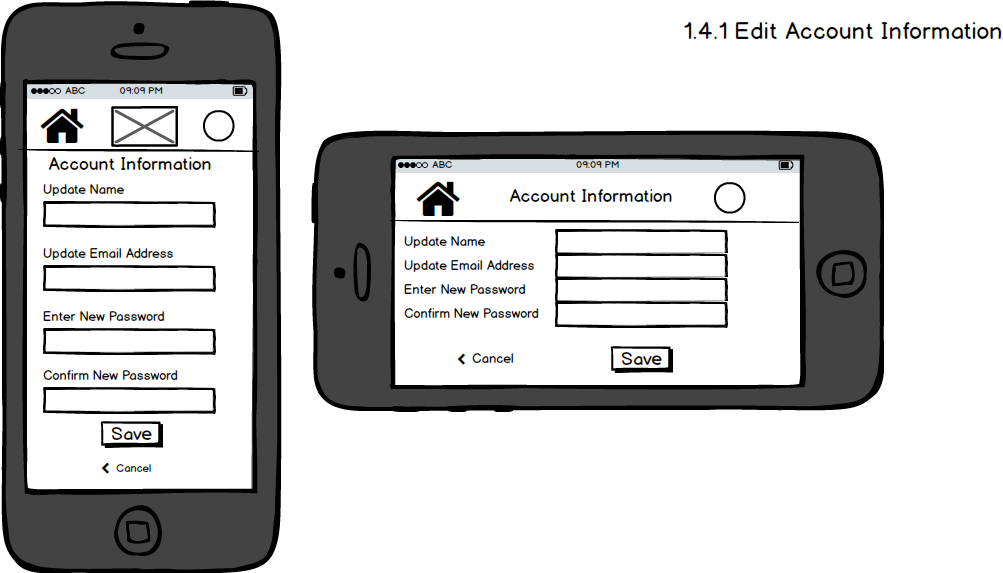 1.4.1 Edit Account Information
ABC 09:09 PM
Account Information
Update Name
Update Email Address
Enter New Password
Confirm New Password
Save
Cancel
ABC 09:09 PM
Account Information
Update Name
Update Email Address
Enter New Password
Confirm New Password
Cancel Save